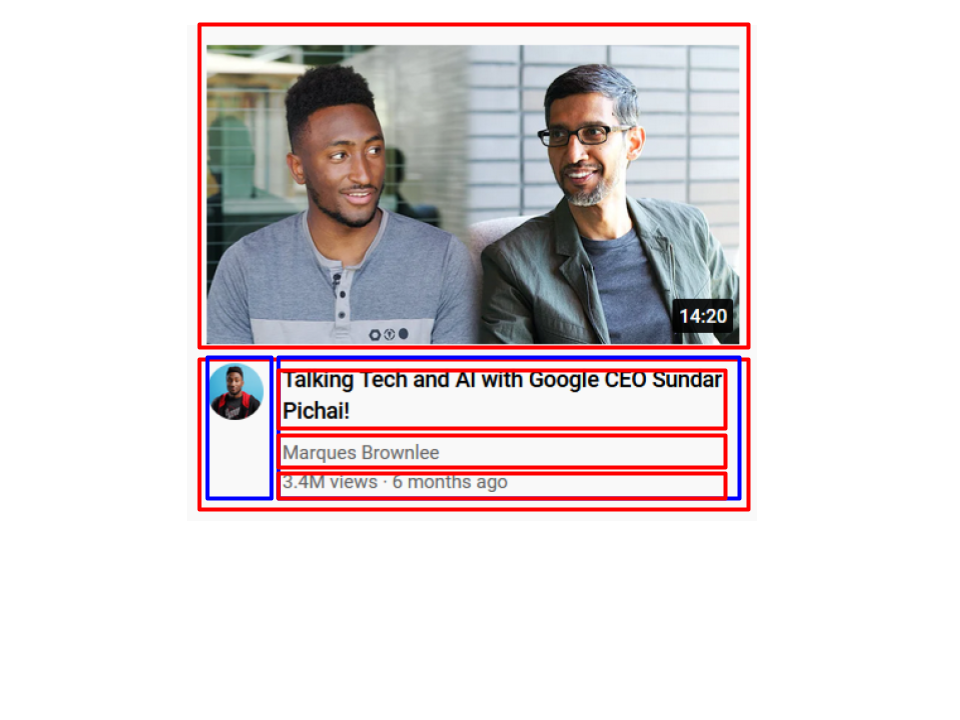 14:20
Talking Tech and AI with Google CEO Sundar
Pichai!
Marques Brownlee
3.4M views · 6 months ago